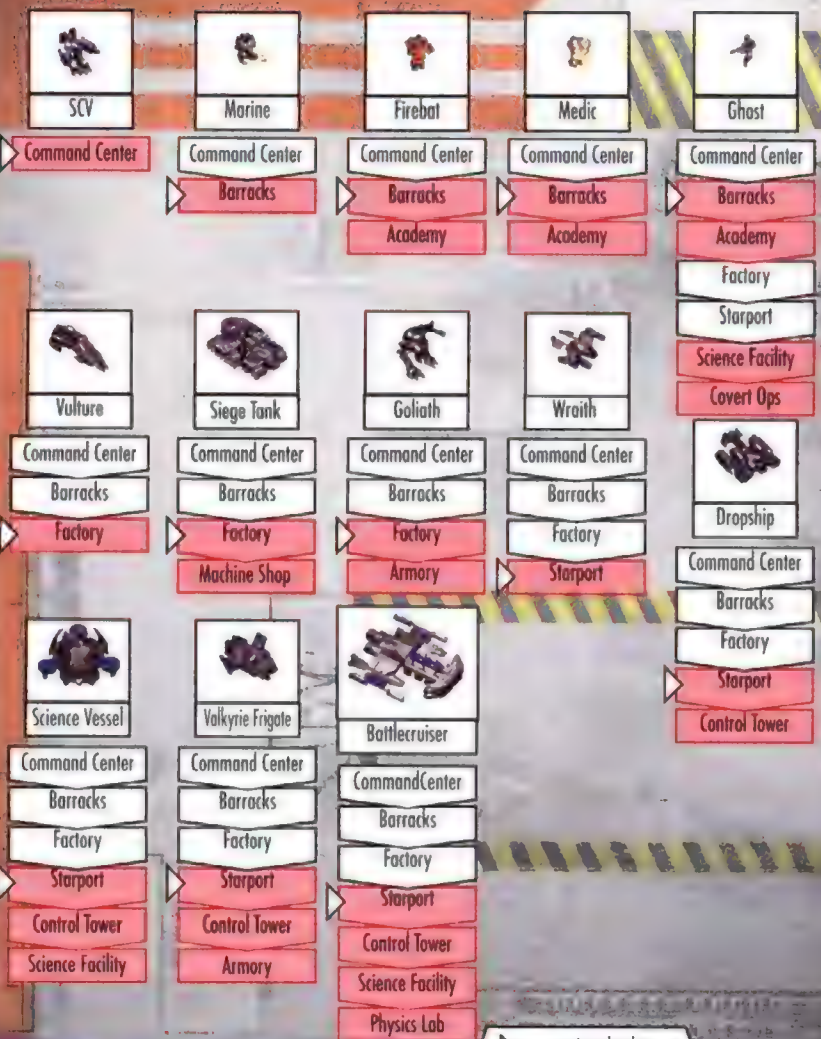 SCV
Command Center
Marine
Command Center
Barracks
Firebat
Command Center
Barracks
Academy
Medic
Command Center
Barracks
Academy
Ghost
Command Center
Barracks
Academy
Factory
Starport
Science Facility
Covert Ops
Vulture
Command Center
Barracks
Factory
Siege Tank
Command Center
Barracks
Factory
Machine Shop
Goliath
Command Center
Barracks
Factory
Armory
Wraith
Command Center
Barracks
Factory
Starport
Dropship
Command Center
Barracks
Factory
Starport
Control Tower
Science Vessel
Command Center
Barracks
Factory
Starport
Control Tower
Science Facility
Valkyrie Frigate
Command Center
Barracks
Factory
Starport
Control Tower
Armory
Battlecruiser
CommandCenter
Barracks
Factory
Starport
Control Tower
Science Facility
Physics Lab